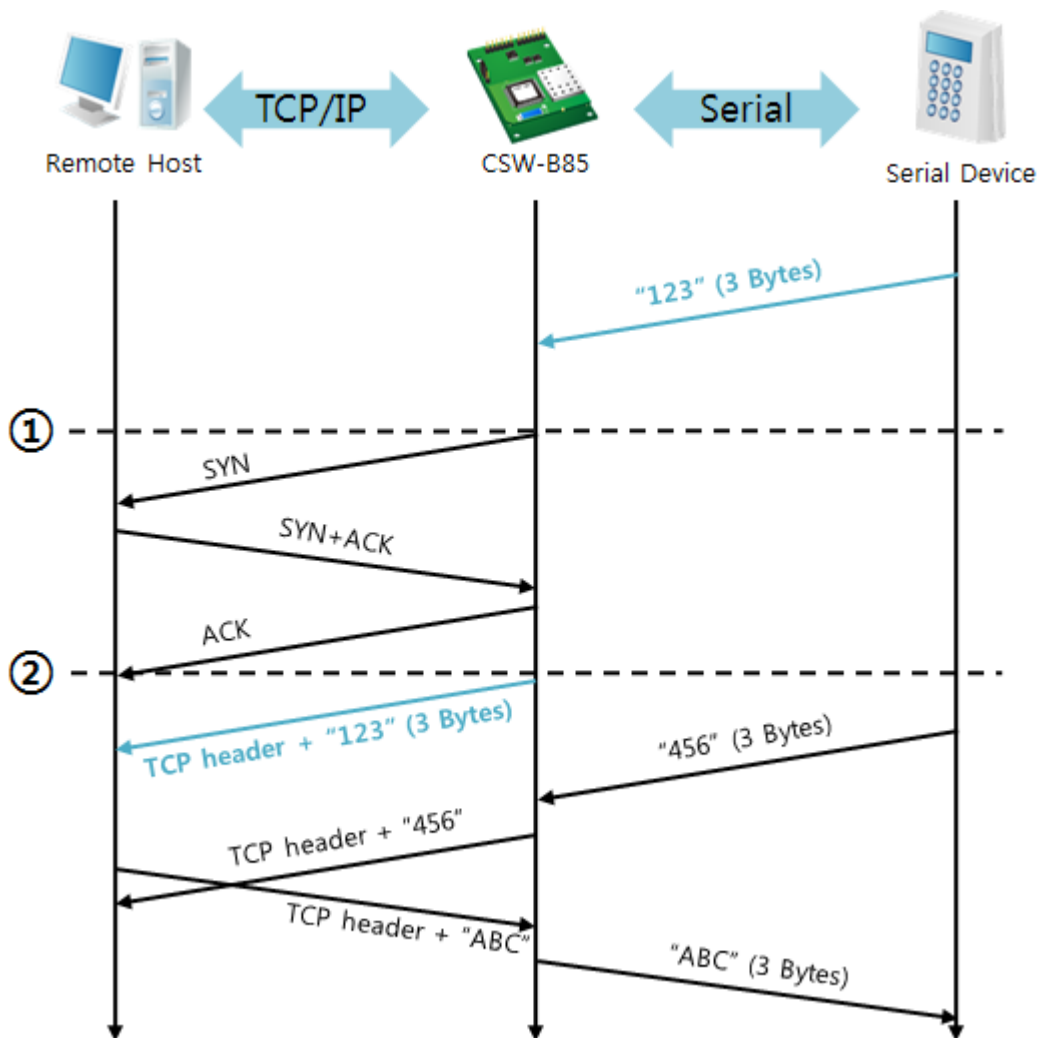 TCP/IP
Serial
Remote Host
CSW-B85
Serial Device
“123” (3 Bytes)
①
SYN
SYN+ACK
ACK
②
TCP header + “123” (3 Bytes)
“456” (3 Bytes)
TCP header + “456”
TCP header + “ABC”
“ABC” (3 Bytes)